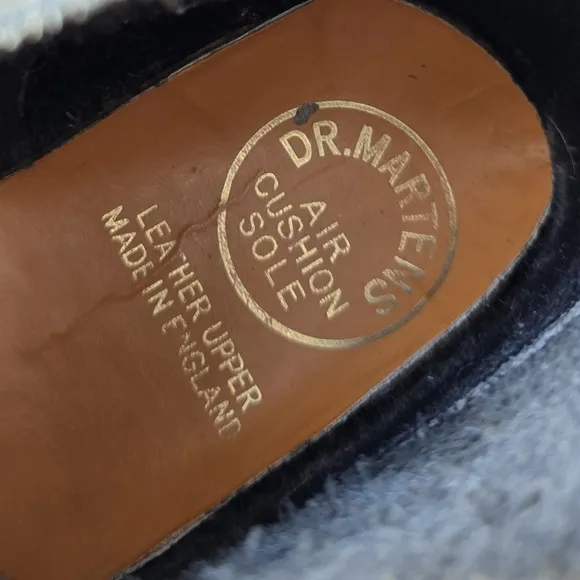 DR. MARTENS
AIR
CUSHION
SOLE
LEATHER UPPER
MADE IN ENGLAND